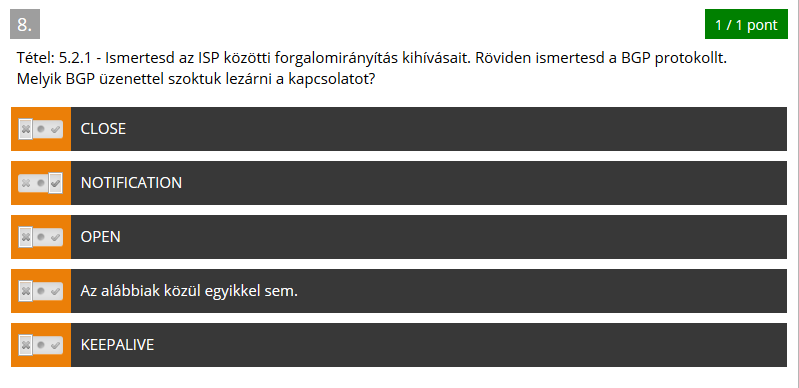 8.
1 / 1 pont
Tétel: 5.2.1 - Ismertesd az ISP közötti forgalomirányítás kihívásait. Röviden ismertesd a BGP protokollt.
Melyik BGP üzenettel szoktuk lezárni a kapcsolatot?
CLOSE
NOTIFICATION
OPEN
Az alábbiak közül egyikkel sem.
KEEPALIVE